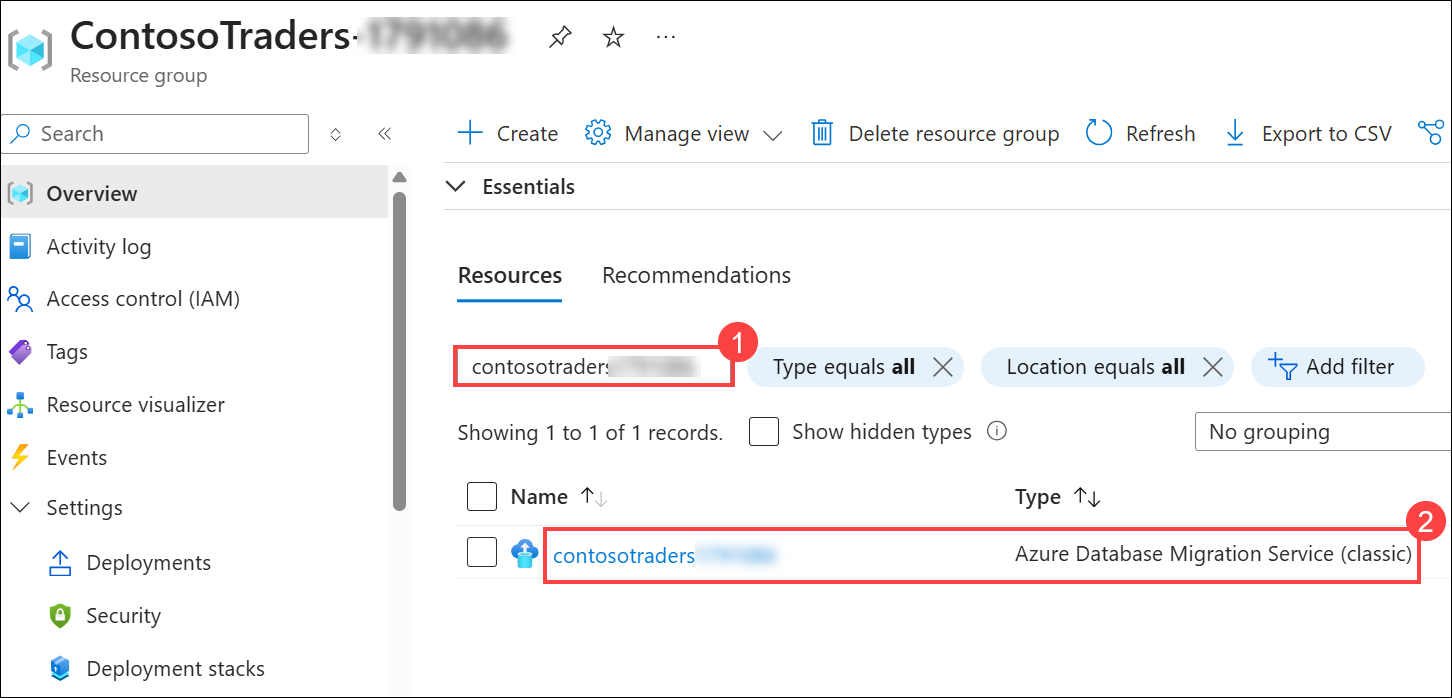 ContosoTraders-
Resource group
Search
Create Manage view Delete resource group Refresh Export to CSV
Essentials
Overview
Activity log
Access control (IAM)
Tags
Resource visualizer
Events
Settings
Deployments
Security
Deployment stacks
Resources Recommendations
contosotraders 1 Type equals all Location equals all Add filter
Showing 1 to 1 of 1 records. Show hidden types No grouping
Name Type
2
contosotraders Azure Database Migration Service (classic)